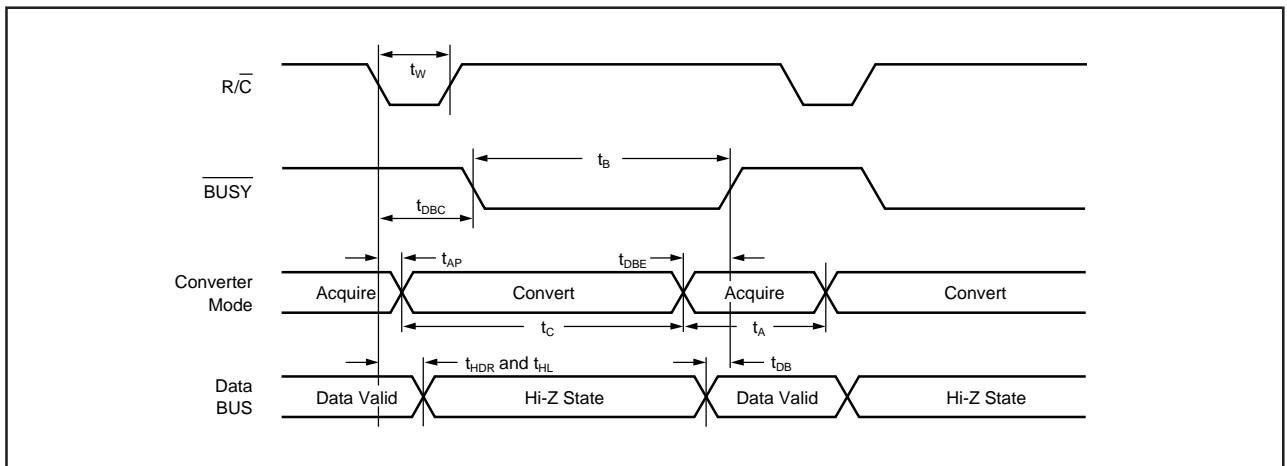 R/C̅
t_W
B̅U̅S̅Y̅
t_B
t_DBC
Converter Mode
t_AP
t_DBE
Acquire
Convert
Acquire
Convert
t_C
t_A
Data BUS
t_HDR and t_HL
t_DB
Data Valid
Hi-Z State
Data Valid
Hi-Z State